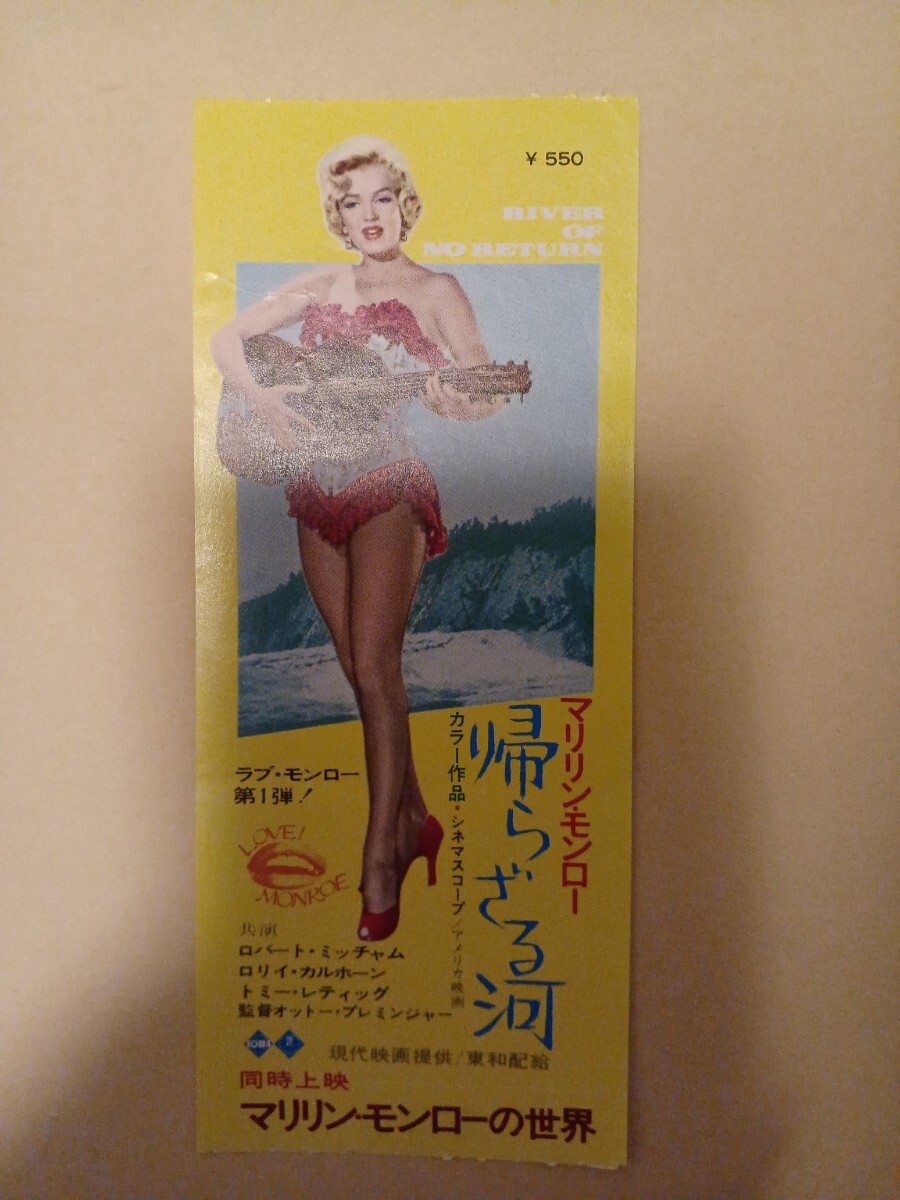 ¥ 550
RIVER
OF
NO RETURN
マリリン・モンロー
帰らざる河
カラー作品・シネマスコープ/アメリカ映画
ラブ・モンロー
第1弾!
LOVE!
MONROE
共演
ロバート・ミッチャム
ロリイ・カルホーン
トミー・レティッグ
監督オットー・プレミンジャー
現代映画提供/東和配給
同時上映
マリリン・モンローの世界